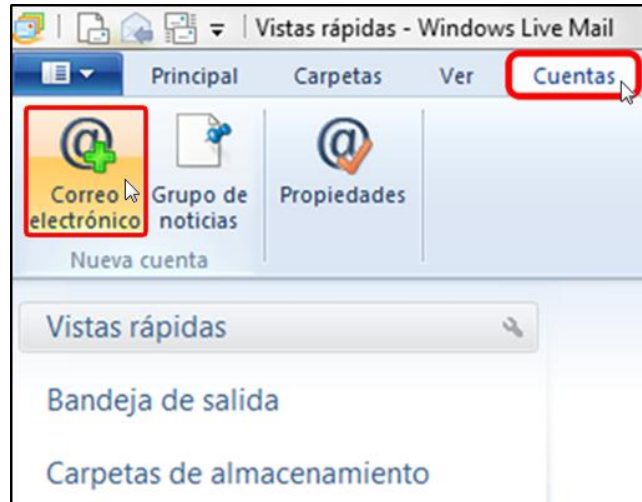 Vistas rápidas - Windows Live Mail
Principal Carpetas Ver Cuentas
Correo electrónico
Grupo de noticias
Propiedades
Nueva cuenta
Vistas rápidas
Bandeja de salida
Carpetas de almacenamiento